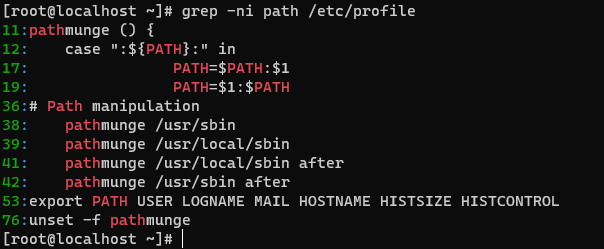 [root@localhost ~]# grep -ni path /etc/profile
11:pathmunge () {
12:    case ":${PATH}:" in
17:                PATH=$PATH:$1
19:                PATH=$1:$PATH
36:# Path manipulation
38:    pathmunge /usr/sbin
39:    pathmunge /usr/local/sbin
41:    pathmunge /usr/local/sbin after
42:    pathmunge /usr/sbin after
53:export PATH USER LOGNAME MAIL HOSTNAME HISTSIZE HISTCONTROL
76:unset -f pathmunge
[root@localhost ~]#